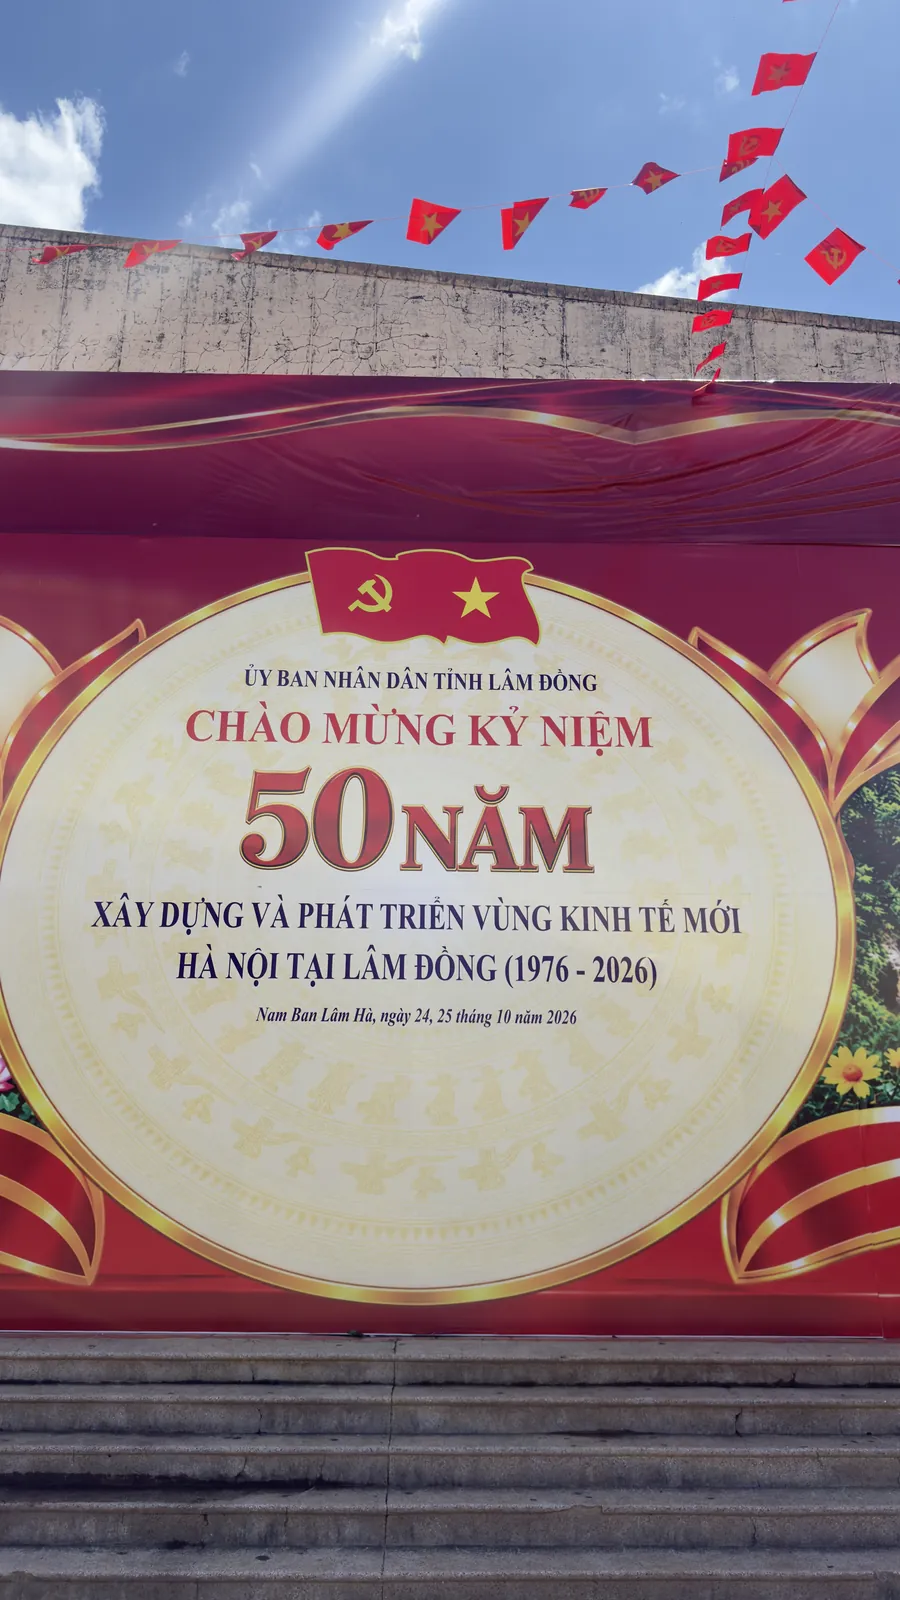 ỦY BAN NHÂN DÂN TỈNH LÂM ĐỒNG
CHÀO MỪNG KỶ NIỆM
50 NĂM
XÂY DỰNG VÀ PHÁT TRIỂN VÙNG KINH TẾ MỚI
HÀ NỘI TẠI LÂM ĐỒNG (1976 - 2026)
Nam Ban Lâm Hà, ngày 24, 25 tháng 10 năm 2026